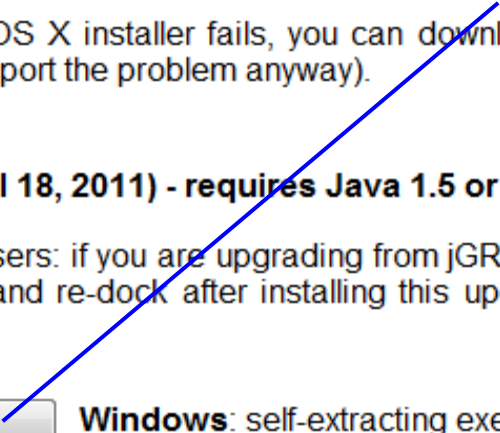 OS X installer fails, you can downl
port the problem anyway).
l 18, 2011) - requires Java 1.5 or
sers: if you are upgrading from jGR
and re-dock after installing this up
Windows: self-extracting exe